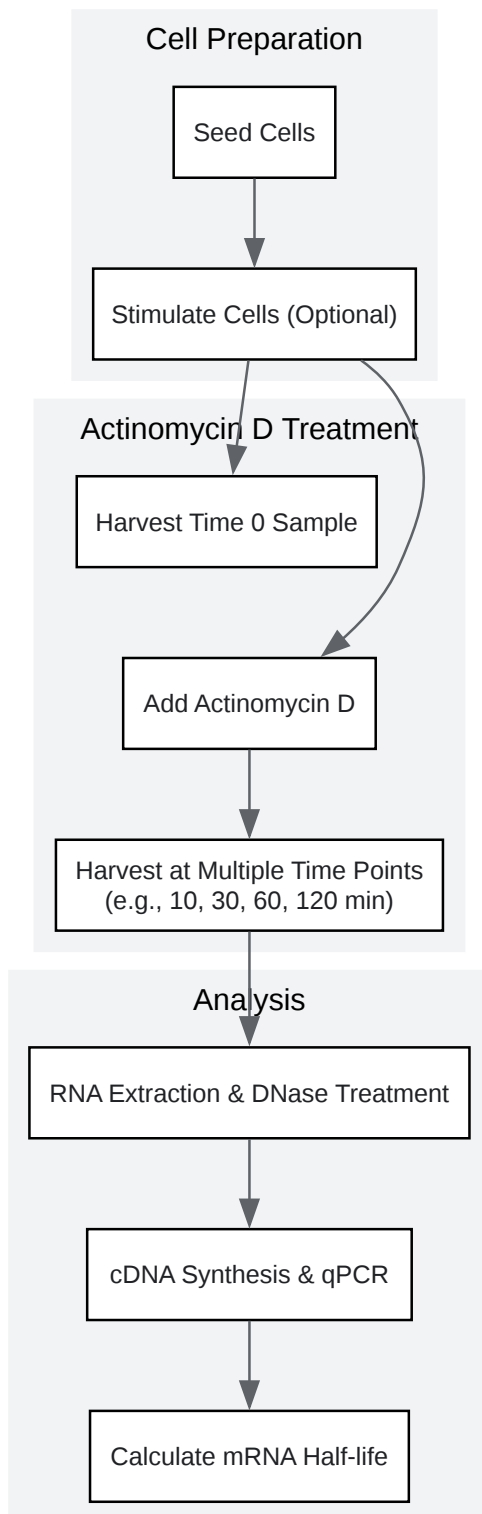 Cell Preparation
Seed Cells
Stimulate Cells (Optional)
Actinomycin D Treatment
Harvest Time 0 Sample
Add Actinomycin D
Harvest at Multiple Time Points
(e.g., 10, 30, 60, 120 min)
Analysis
RNA Extraction & DNase Treatment
cDNA Synthesis & qPCR
Calculate mRNA Half-life